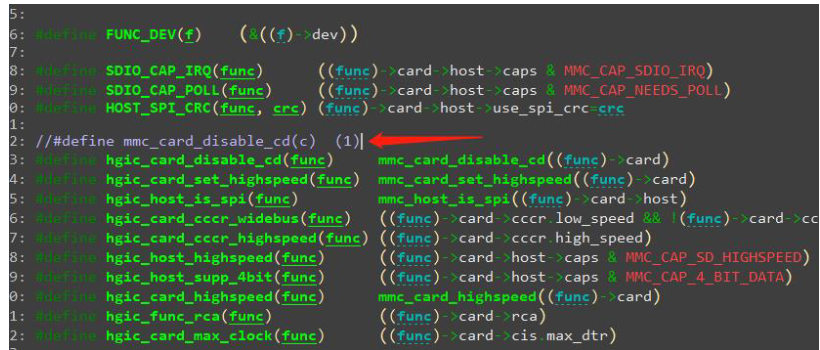 5:
6: #define FUNC_DEV(f) (&((f)->dev))
7:
8: #define SDIO_CAP_IRQ(func) ((func)->card->host->caps & MMC_CAP_SDIO_IRQ)
9: #define SDIO_CAP_POLL(func) ((func)->card->host->caps & MMC_CAP_NEEDS_POLL)
0: #define HOST_SPI_CRC(func, crc) (func)->card->host->use_spi_crc=crc
1:
2: //#define mmc_card_disable_cd(c) (1)
3: #define hgic_card_disable_cd(func) mmc_card_disable_cd((func)->card)
4: #define hgic_card_set_highspeed(func) mmc_card_set_highspeed((func)->card)
5: #define hgic_host_is_spi(func) mmc_host_is_spi((func)->card->host)
6: #define hgic_card_cccr_widebus(func) ((func)->card->cccr.low_speed && !(func)->card->cc
7: #define hgic_card_cccr_highspeed(func) ((func)->card->cccr.high_speed)
8: #define hgic_host_highspeed(func) ((func)->card->host->caps & MMC_CAP_SD_HIGHSPEED)
9: #define hgic_host_supp_4bit(func) ((func)->card->host->caps & MMC_CAP_4_BIT_DATA)
0: #define hgic_card_highspeed(func) mmc_card_highspeed((func)->card)
1: #define hgic_func_rca(func) ((func)->card->rca)
2: #define hgic_card_max_clock(func) ((func)->card->cis.max_dtr)